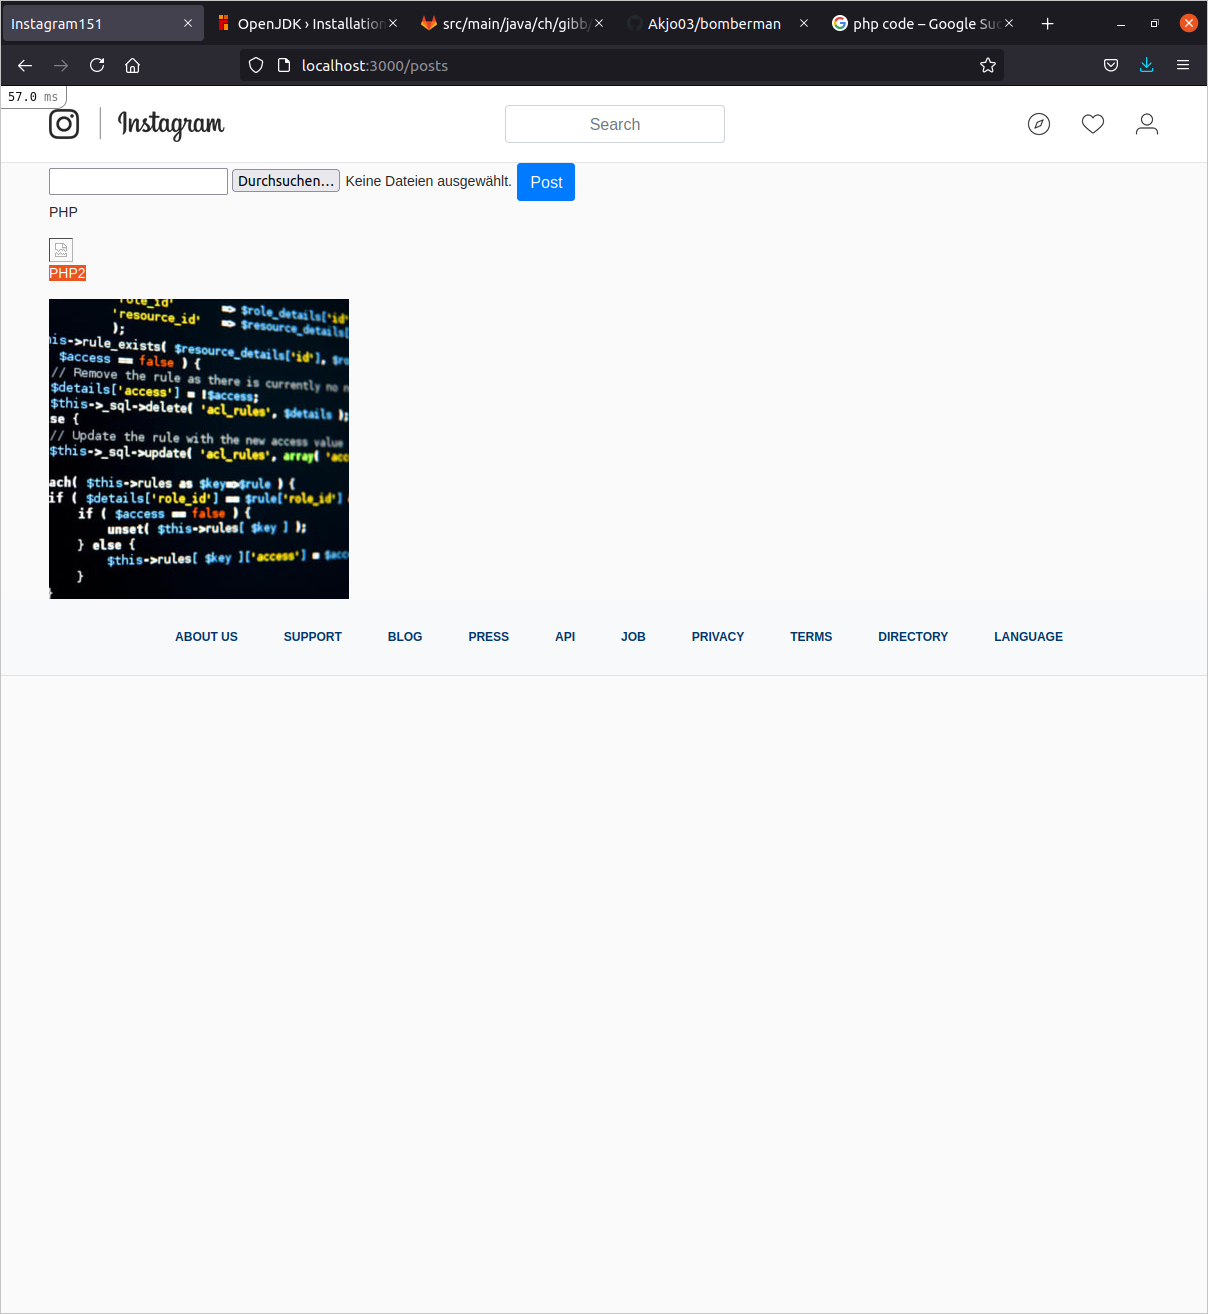 Instagram151
OpenJDK › Installation
src/main/java/ch/gibb/
Akjo03/bomberman
php code – Google Suc
localhost:3000/posts
57.0 ms
Instagram
Search
Durchsuchen…
Keine Dateien ausgewählt.
Post
PHP
PHP2
'role_id' => $role_details['id'
'resource_id' => $resource_details[
);
his->rule_exists( $resource_details['id'], $ro
$access == false ) {
// Remove the rule as there is currently no n
$details['access'] = !$access;
$this->_sql->delete( 'acl_rules', $details );
se {
// Update the rule with the new access value
$this->_sql->update( 'acl_rules', array( 'acc
ach( $this->rules as $key=>$rule ) {
if ( $details['role_id'] == $rule['role_id']
if ( $access == false ) {
unset( $this->rules[ $key ] );
} else {
$this->rules[ $key ]['access'] = $acc
}
}
ABOUT US
SUPPORT
BLOG
PRESS
API
JOB
PRIVACY
TERMS
DIRECTORY
LANGUAGE